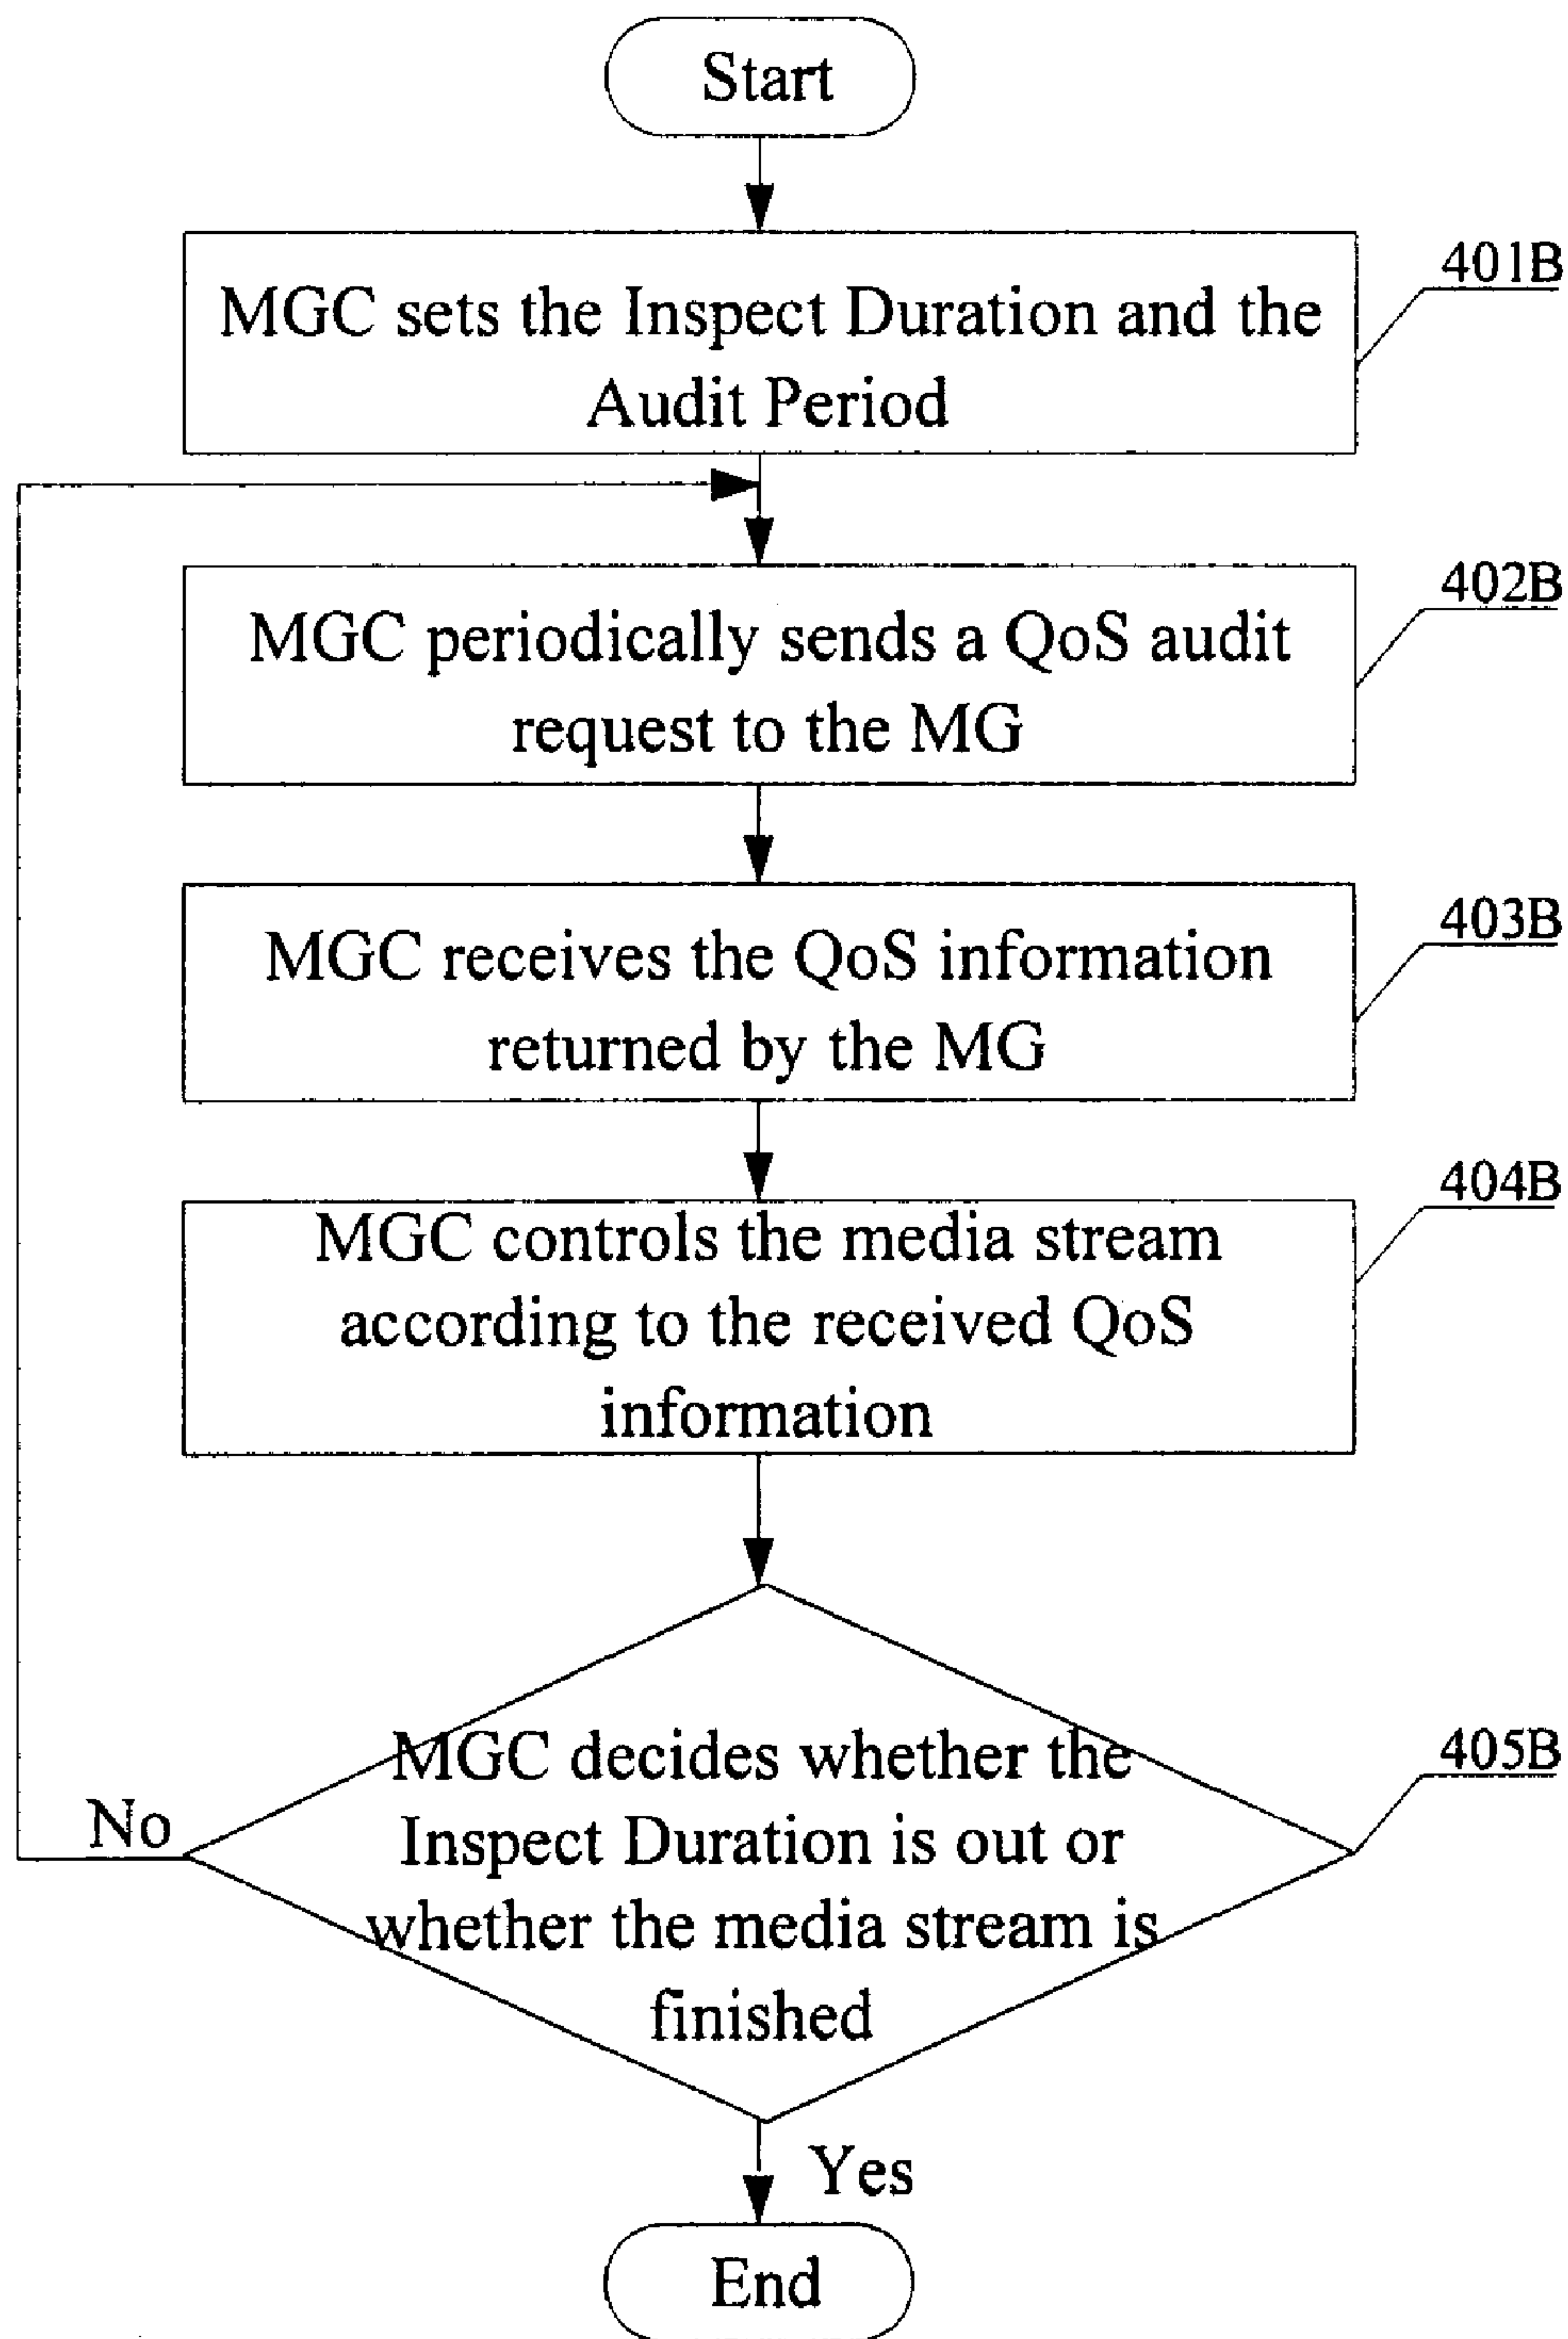 Start
401B
MGC sets the Inspect Duration and the
Audit Period
402B
MGC periodically sends a QoS audit
request to the MG
403B
MGC receives the QoS information
returned by the MG
404B
MGC controls the media stream
according to the received QoS
information
405B
MGC decides whether the
Inspect Duration is out or
whether the media stream is
finished
No
Yes
End